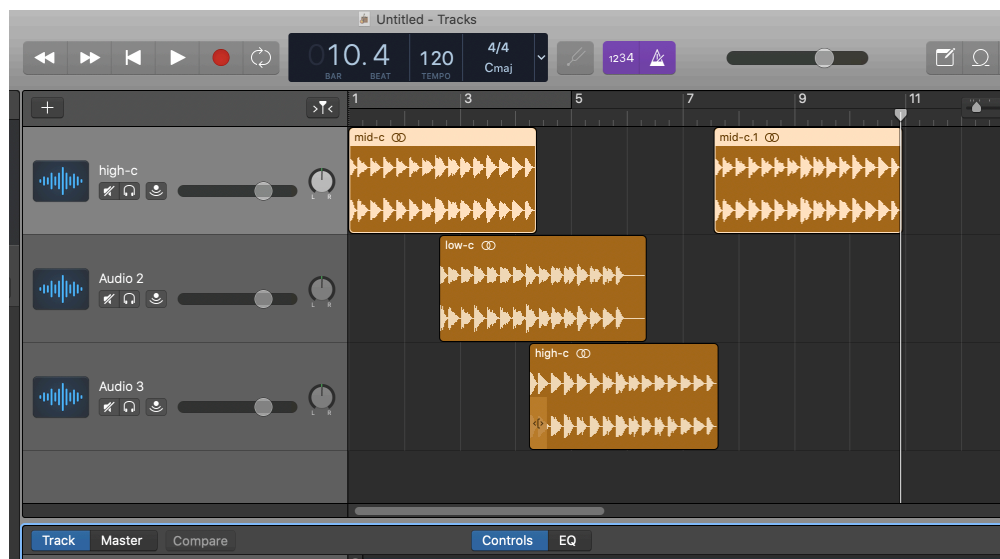 Untitled - Tracks
010.4
BAR BEAT
120
TEMPO
4/4
Cmaj
1234
1 3 5 7 9 11
high-c
L R
mid-c
mid-c.1
Audio 2
L R
low-c
Audio 3
L R
high-c
Track Master Compare Controls EQ